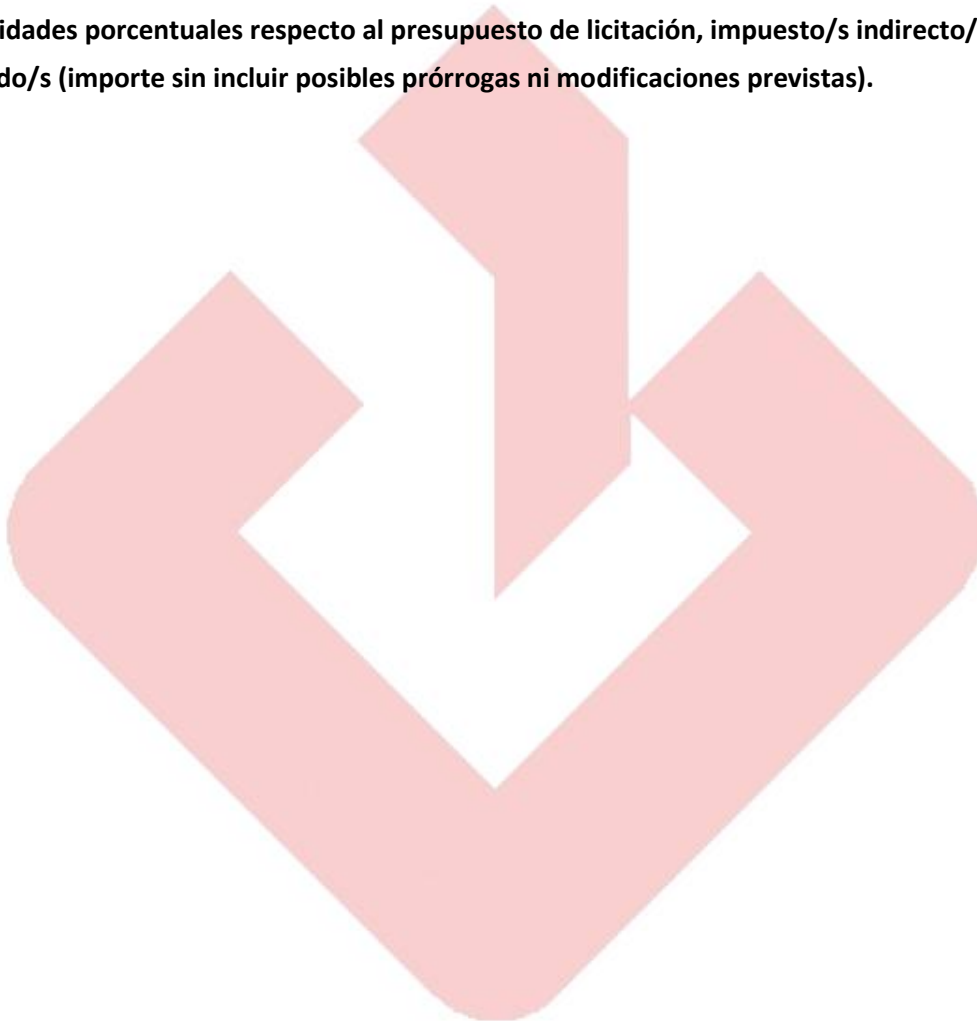 idades porcentuales respecto al presupuesto de licitación, impuesto/s indirecto/
do/s (importe sin incluir posibles prórrogas ni modificaciones previstas).